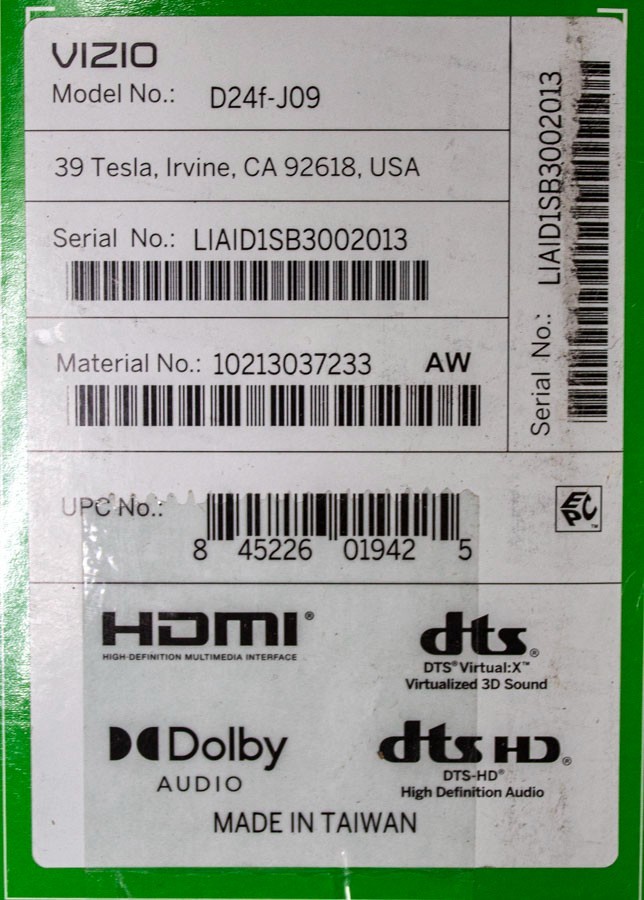 VIZIO
Model No.: D24f-J09
39 Tesla, Irvine, CA 92618, USA
Serial No.: LIAID1SB3002013
Material No.: 10213037233 AW
Serial No.: LIAID1SB3002013
UPC No.:
8 45226 01942 5
EPC™
HDMI®
HIGH-DEFINITION MULTIMEDIA INTERFACE
dts®
DTS® Virtual:X™
Virtualized 3D Sound
Dolby
AUDIO
dts HD®
DTS-HD®
High Definition Audio
MADE IN TAIWAN